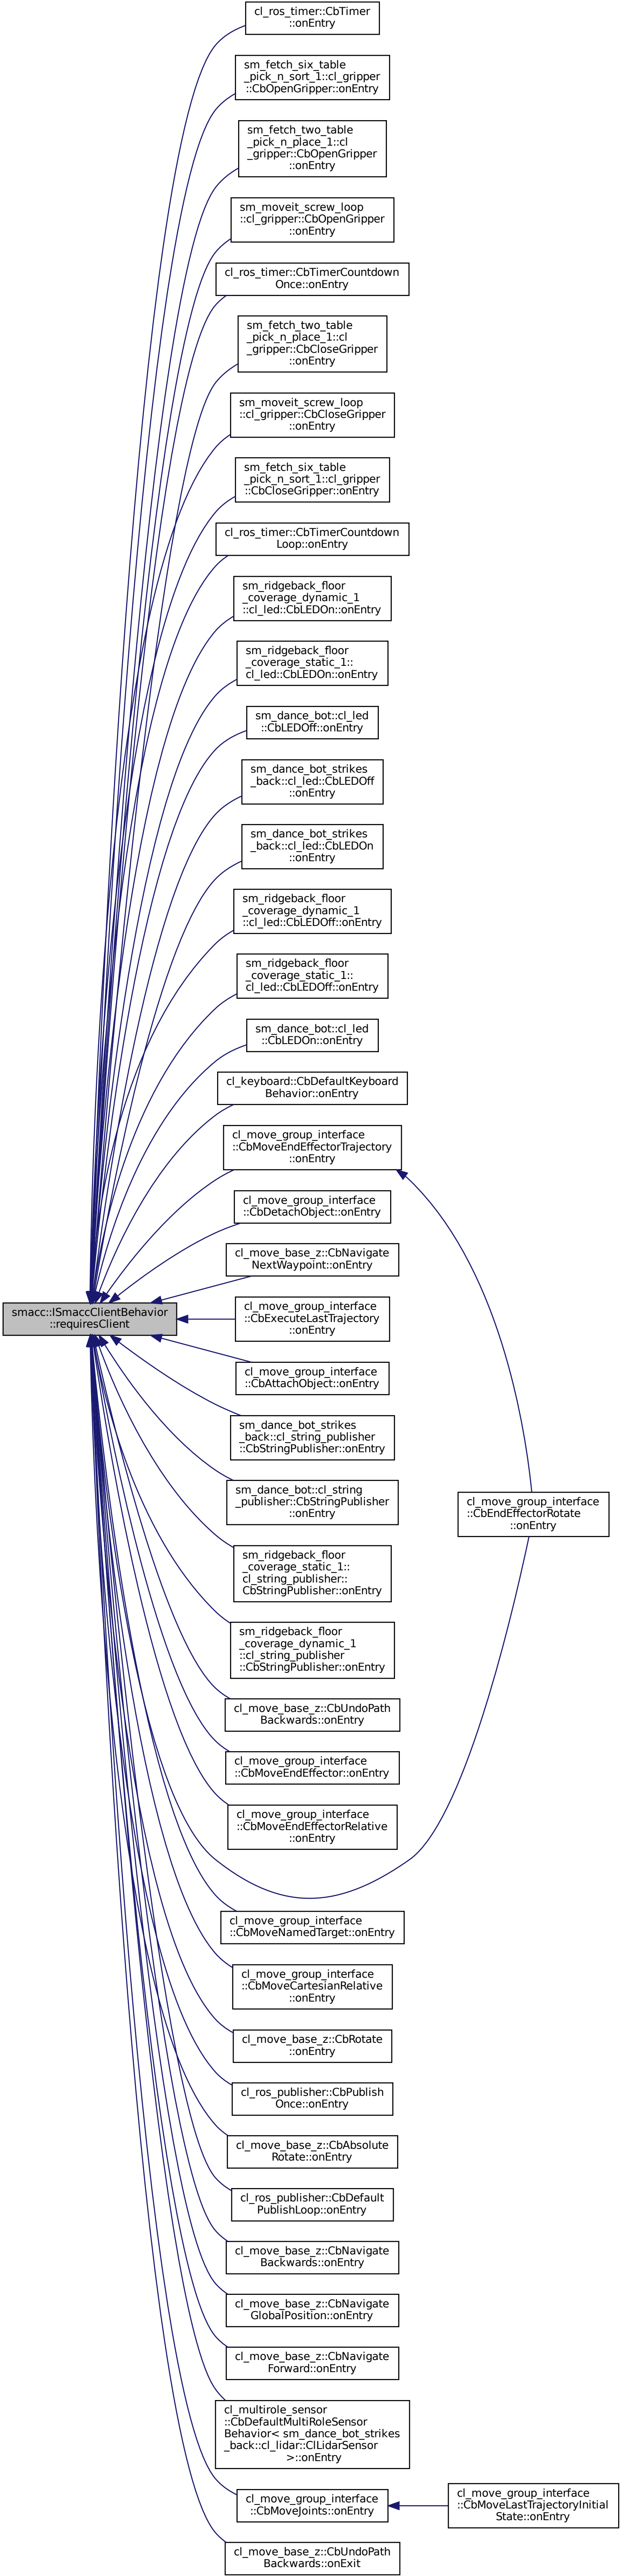 cl_ros_timer::CbTimer
::onEntry
sm_fetch_six_table
_pick_n_sort_1::cl_gripper
::CbOpenGripper::onEntry
sm_fetch_two_table
_pick_n_place_1::cl
_gripper::CbOpenGripper
::onEntry
sm_moveit_screw_loop
::cl_gripper::CbOpenGripper
::onEntry
cl_ros_timer::CbTimerCountdown
Once::onEntry
sm_fetch_two_table
_pick_n_place_1::cl
_gripper::CbCloseGripper
::onEntry
sm_moveit_screw_loop
::cl_gripper::CbCloseGripper
::onEntry
sm_fetch_six_table
_pick_n_sort_1::cl_gripper
::CbCloseGripper::onEntry
cl_ros_timer::CbTimerCountdown
Loop::onEntry
sm_ridgeback_floor
_coverage_dynamic_1
::cl_led::CbLEDOn::onEntry
sm_ridgeback_floor
_coverage_static_1::
cl_led::CbLEDOn::onEntry
sm_dance_bot::cl_led
::CbLEDOff::onEntry
sm_dance_bot_strikes
_back::cl_led::CbLEDOff
::onEntry
sm_dance_bot_strikes
_back::cl_led::CbLEDOn
::onEntry
sm_ridgeback_floor
_coverage_dynamic_1
::cl_led::CbLEDOff::onEntry
sm_ridgeback_floor
_coverage_static_1::
cl_led::CbLEDOff::onEntry
sm_dance_bot::cl_led
::CbLEDOn::onEntry
cl_keyboard::CbDefaultKeyboard
Behavior::onEntry
cl_move_group_interface
::CbMoveEndEffectorTrajectory
::onEntry
cl_move_group_interface
::CbDetachObject::onEntry
cl_move_base_z::CbNavigate
NextWaypoint::onEntry
smacc::ISmaccClientBehavior
::requiresClient
cl_move_group_interface
::CbExecuteLastTrajectory
::onEntry
cl_move_group_interface
::CbAttachObject::onEntry
sm_dance_bot_strikes
_back::cl_string_publisher
::CbStringPublisher::onEntry
sm_dance_bot::cl_string
_publisher::CbStringPublisher
::onEntry
cl_move_group_interface
::CbEndEffectorRotate
::onEntry
sm_ridgeback_floor
_coverage_static_1::
cl_string_publisher::
CbStringPublisher::onEntry
sm_ridgeback_floor
_coverage_dynamic_1
::cl_string_publisher
::CbStringPublisher::onEntry
cl_move_base_z::CbUndoPath
Backwards::onEntry
cl_move_group_interface
::CbMoveEndEffector::onEntry
cl_move_group_interface
::CbMoveEndEffectorRelative
::onEntry
cl_move_group_interface
::CbMoveNamedTarget::onEntry
cl_move_group_interface
::CbMoveCartesianRelative
::onEntry
cl_move_base_z::CbRotate
::onEntry
cl_ros_publisher::CbPublish
Once::onEntry
cl_move_base_z::CbAbsolute
Rotate::onEntry
cl_ros_publisher::CbDefault
PublishLoop::onEntry
cl_move_base_z::CbNavigate
Backwards::onEntry
cl_move_base_z::CbNavigate
GlobalPosition::onEntry
cl_move_base_z::CbNavigate
Forward::onEntry
cl_multirole_sensor
::CbDefaultMultiRoleSensor
Behavior< sm_dance_bot_strikes
_back::cl_lidar::ClLidarSensor
>::onEntry
cl_move_group_interface
::CbMoveJoints::onEntry
cl_move_group_interface
::CbMoveLastTrajectoryInitial
State::onEntry
cl_move_base_z::CbUndoPath
Backwards::onExit